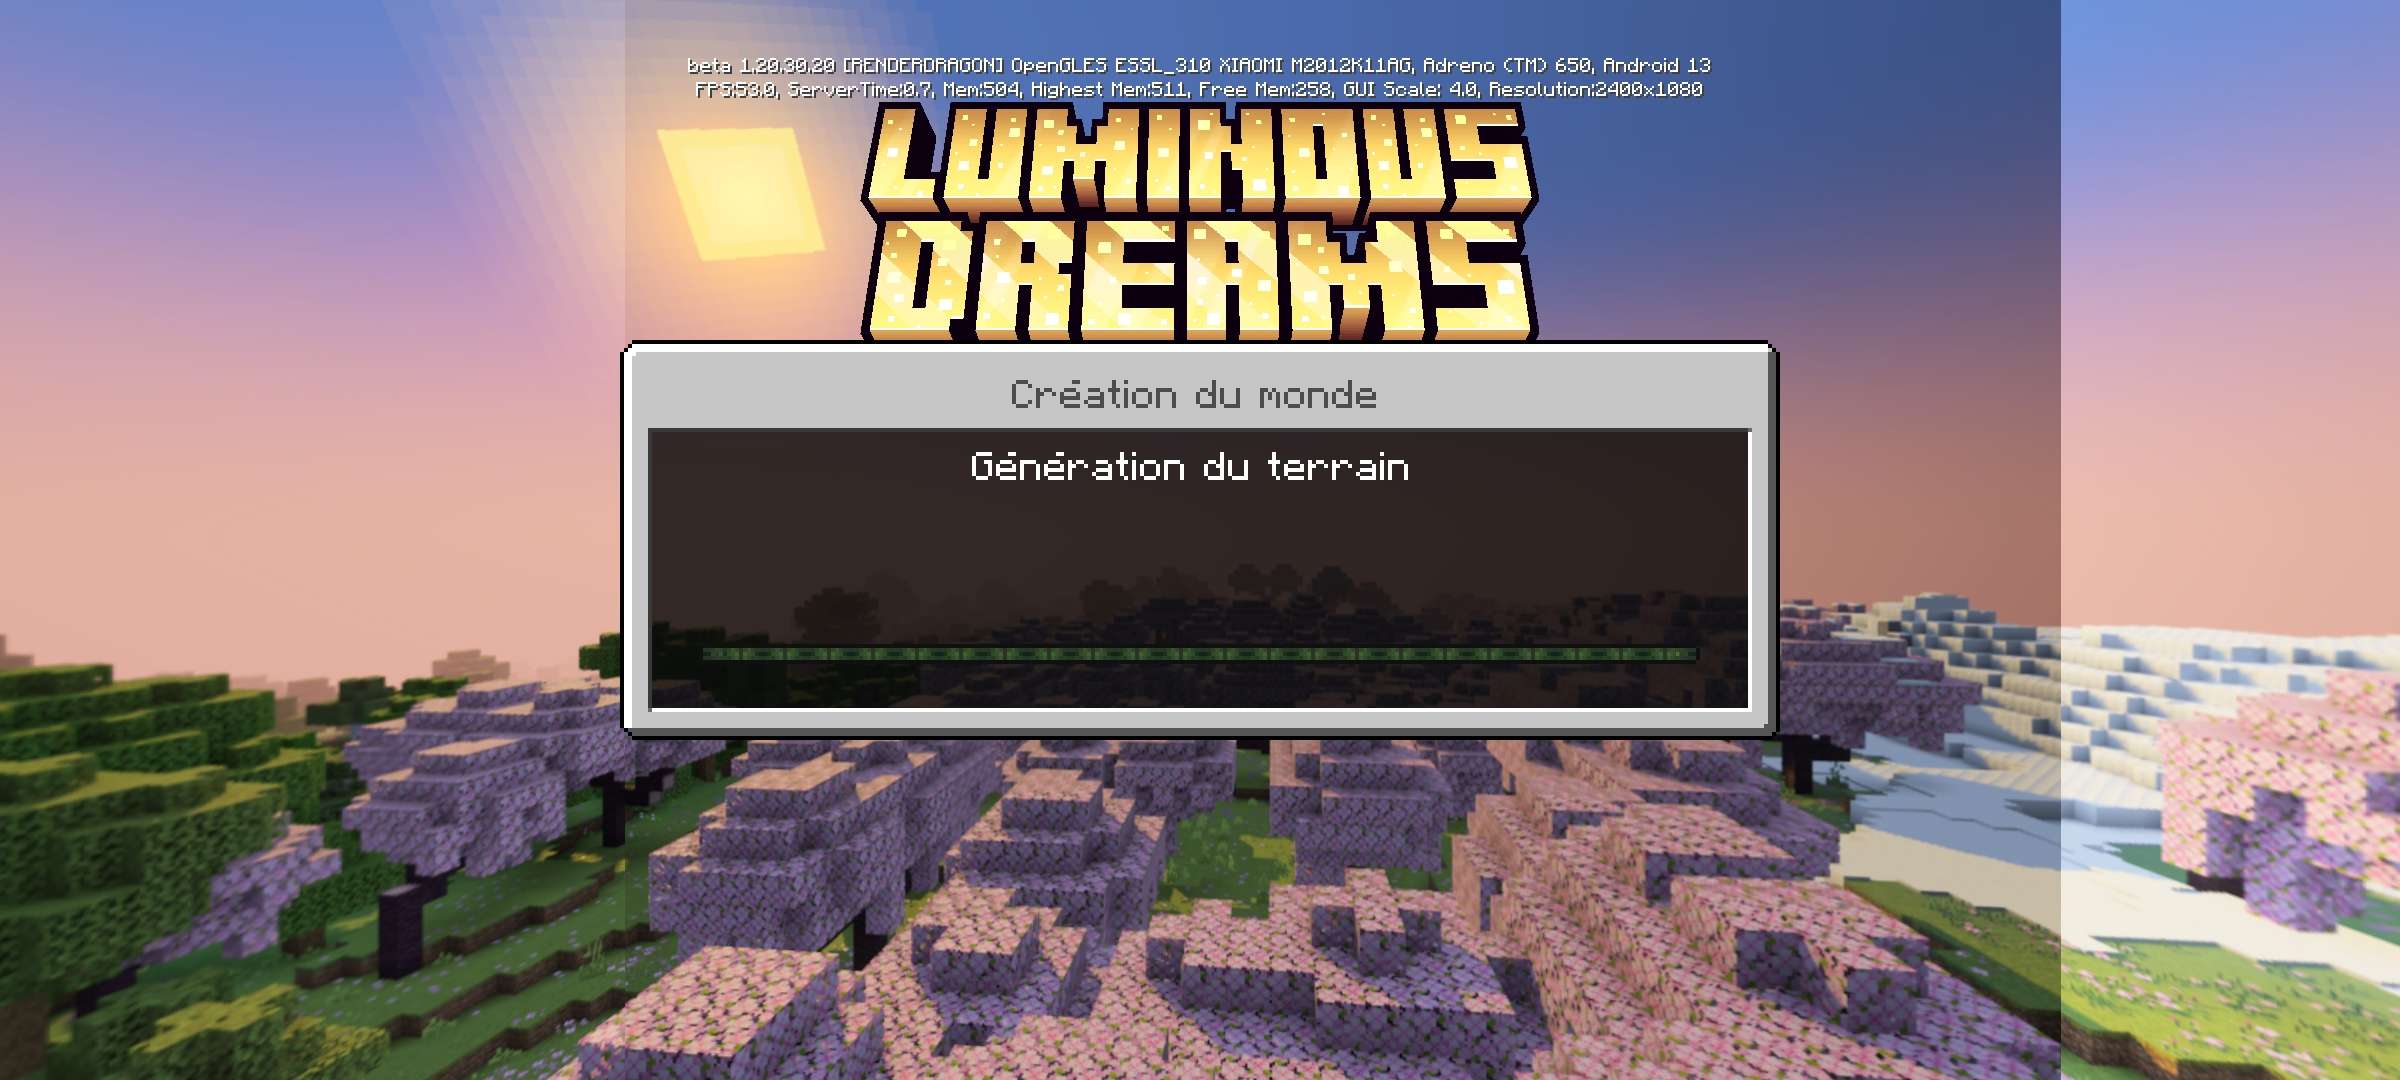 beta 1.20.30.20 [RENDERDRAGON] OpenGLES ESSL_310 XIAOMI M2012K11AG, Adreno (TM) 650, Android 13
FPS:53.0, ServerTime:0.7, Mem:504, Highest Mem:511, Free Mem:258, GUI Scale: 4.0, Resolution:2400x1080
LUMINOUS
DREAMS
Création du monde
Génération du terrain